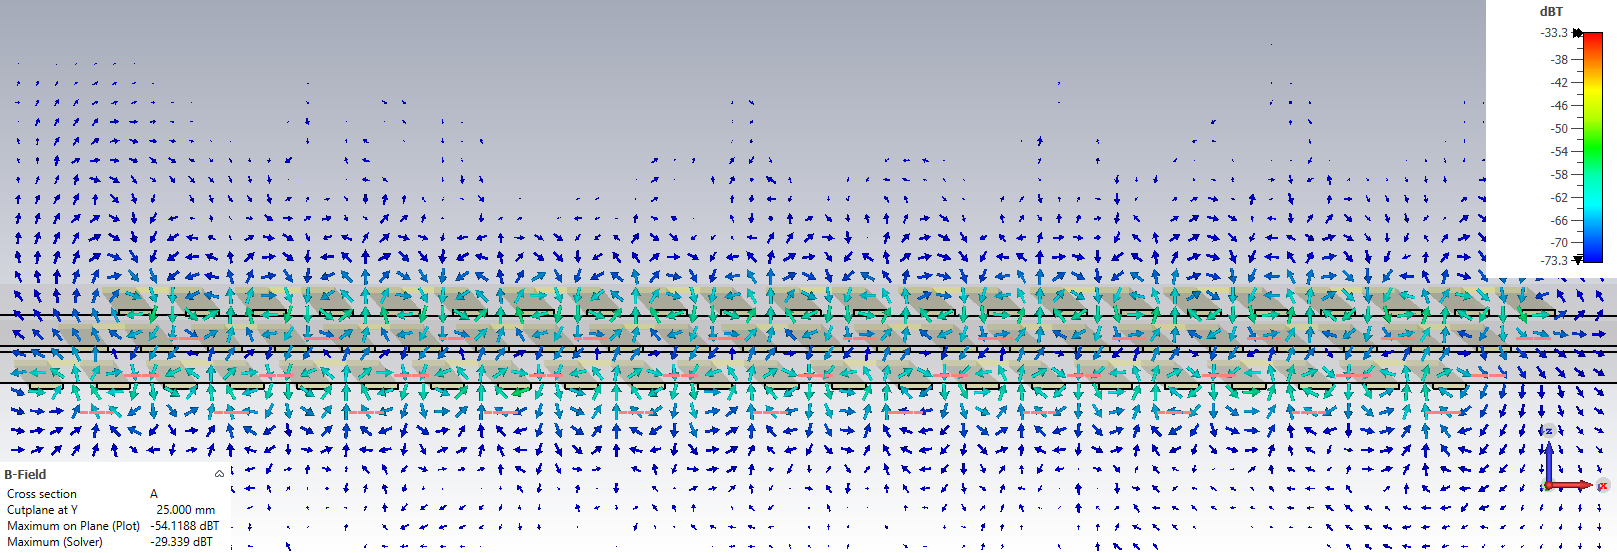 dBT
-33.3
-38
-42
-46
-50
-54
-58
-62
-66
-70
-73.3
z
x
B-Field
Cross section A
Cutplane at Y 25.000 mm
Maximum on Plane (Plot) -54.1188 dBT
Maximum (Solver) -29.339 dBT